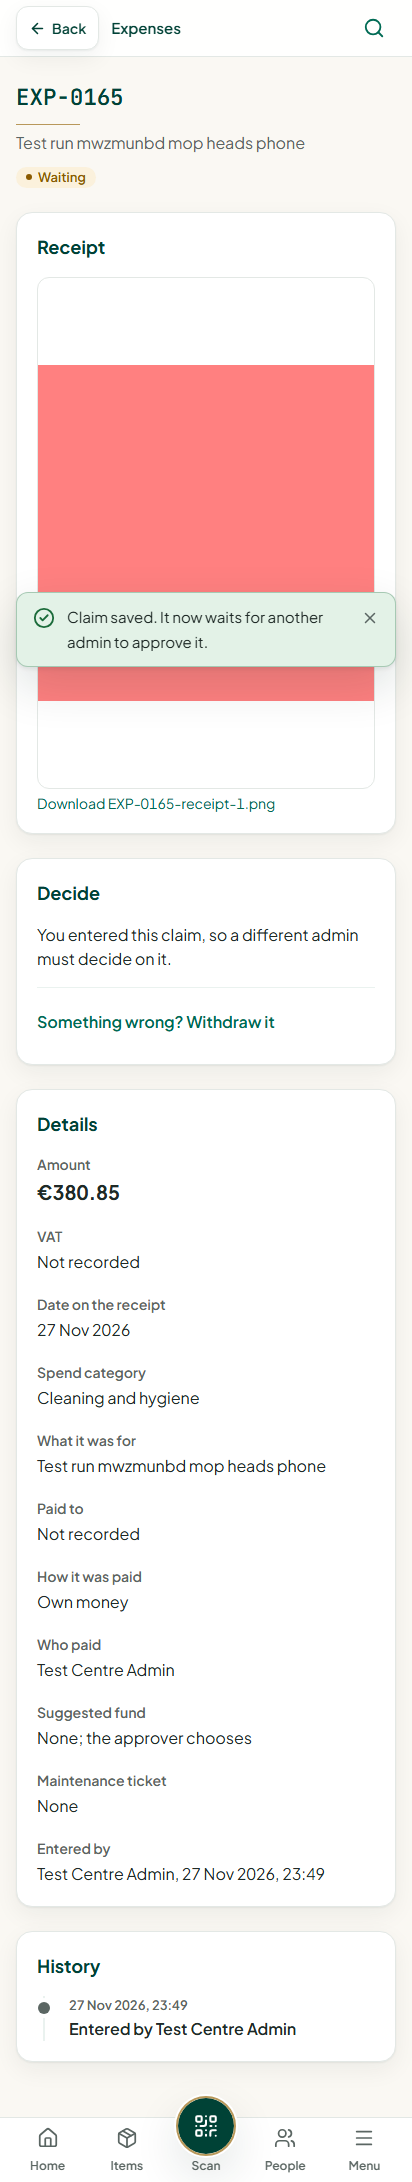 Back
Expenses
EXP-0165
Test run mwzmunbd mop heads phone
Waiting
Receipt
Claim saved. It now waits for another
admin to approve it.
Download EXP-0165-receipt-1.png
Decide
You entered this claim, so a different admin
must decide on it.
Something wrong? Withdraw it
Details
Amount
€380.85
VAT
Not recorded
Date on the receipt
27 Nov 2026
Spend category
Cleaning and hygiene
What it was for
Test run mwzmunbd mop heads phone
Paid to
Not recorded
How it was paid
Own money
Who paid
Test Centre Admin
Suggested fund
None; the approver chooses
Maintenance ticket
None
Entered by
Test Centre Admin, 27 Nov 2026, 23:49
History
27 Nov 2026, 23:49
Entered by Test Centre Admin
Home
Items
Scan
People
Menu